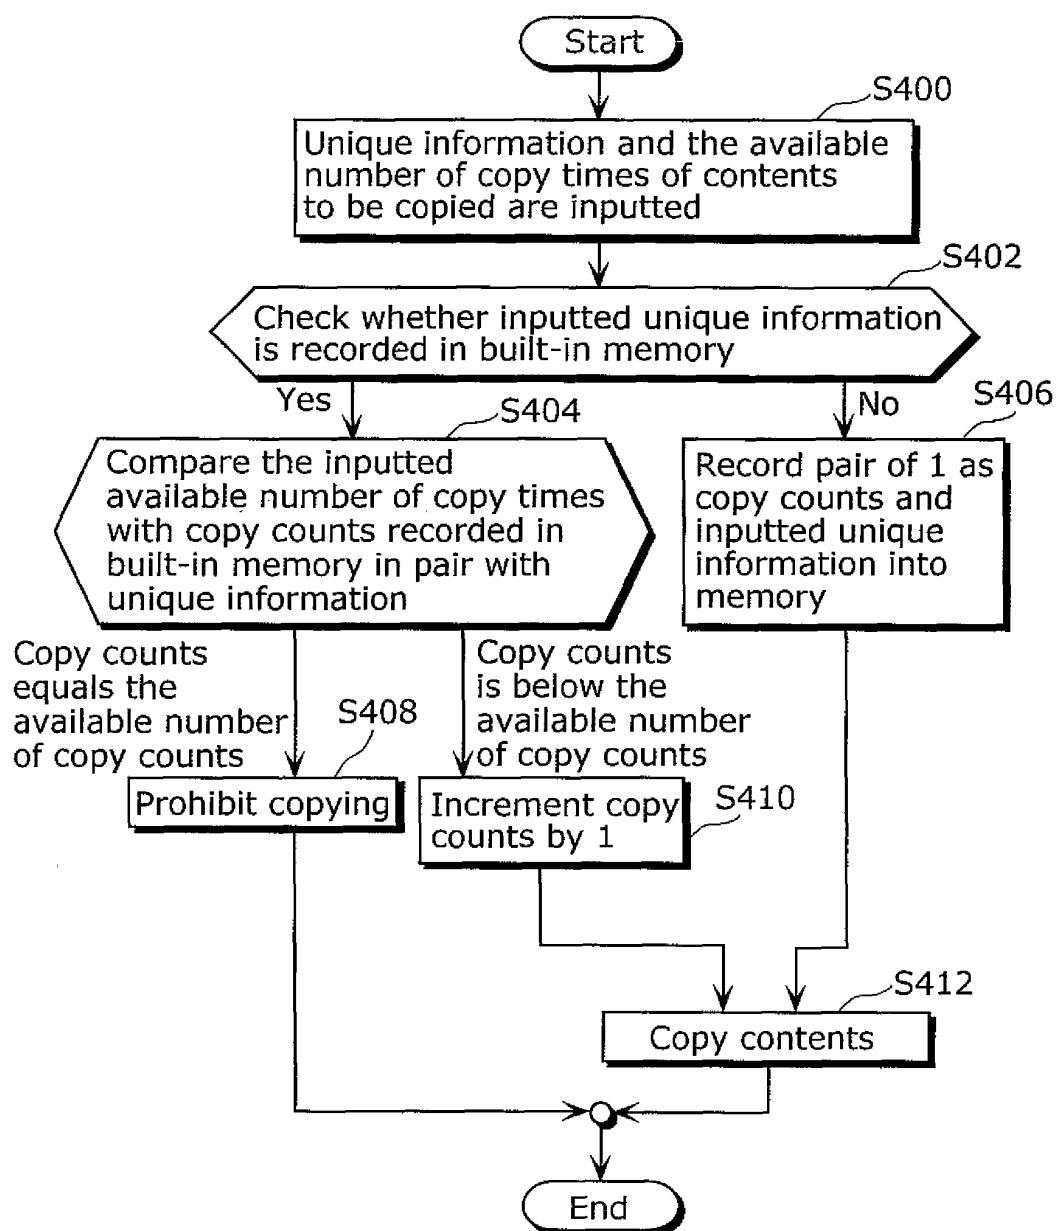 Start
S400
Unique information and the available
number of copy times of contents
to be copied are inputted
S402
Check whether inputted unique information
is recorded in built-in memory
Yes
No
S404
S406
Compare the inputted
available number of copy times
with copy counts recorded in
built-in memory in pair with
unique information
Record pair of 1 as
copy counts and
inputted unique
information into
memory
Copy counts
equals the
available number
of copy counts
Copy counts
is below the
available number
of copy counts
S408
Prohibit copying
S410
Increment copy
counts by 1
S412
Copy contents
End